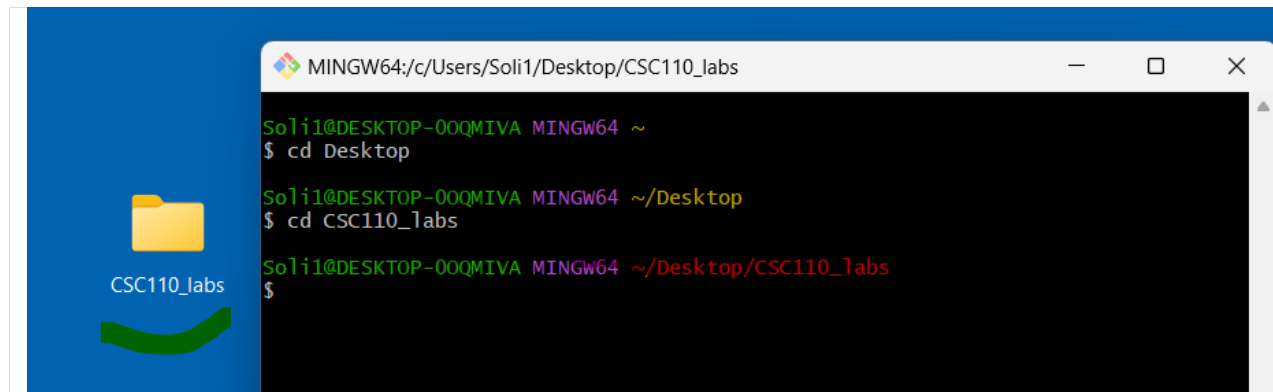 MINGW64:/c/Users/Soli1/Desktop/CSC110_labs
Soli1@DESKTOP-OOQMIVA MINGW64 ~
$ cd Desktop
Soli1@DESKTOP-OOQMIVA MINGW64 ~/Desktop
$ cd CSC110_labs
Soli1@DESKTOP-OOQMIVA MINGW64 ~/Desktop/CSC110_labs
$
CSC110_labs